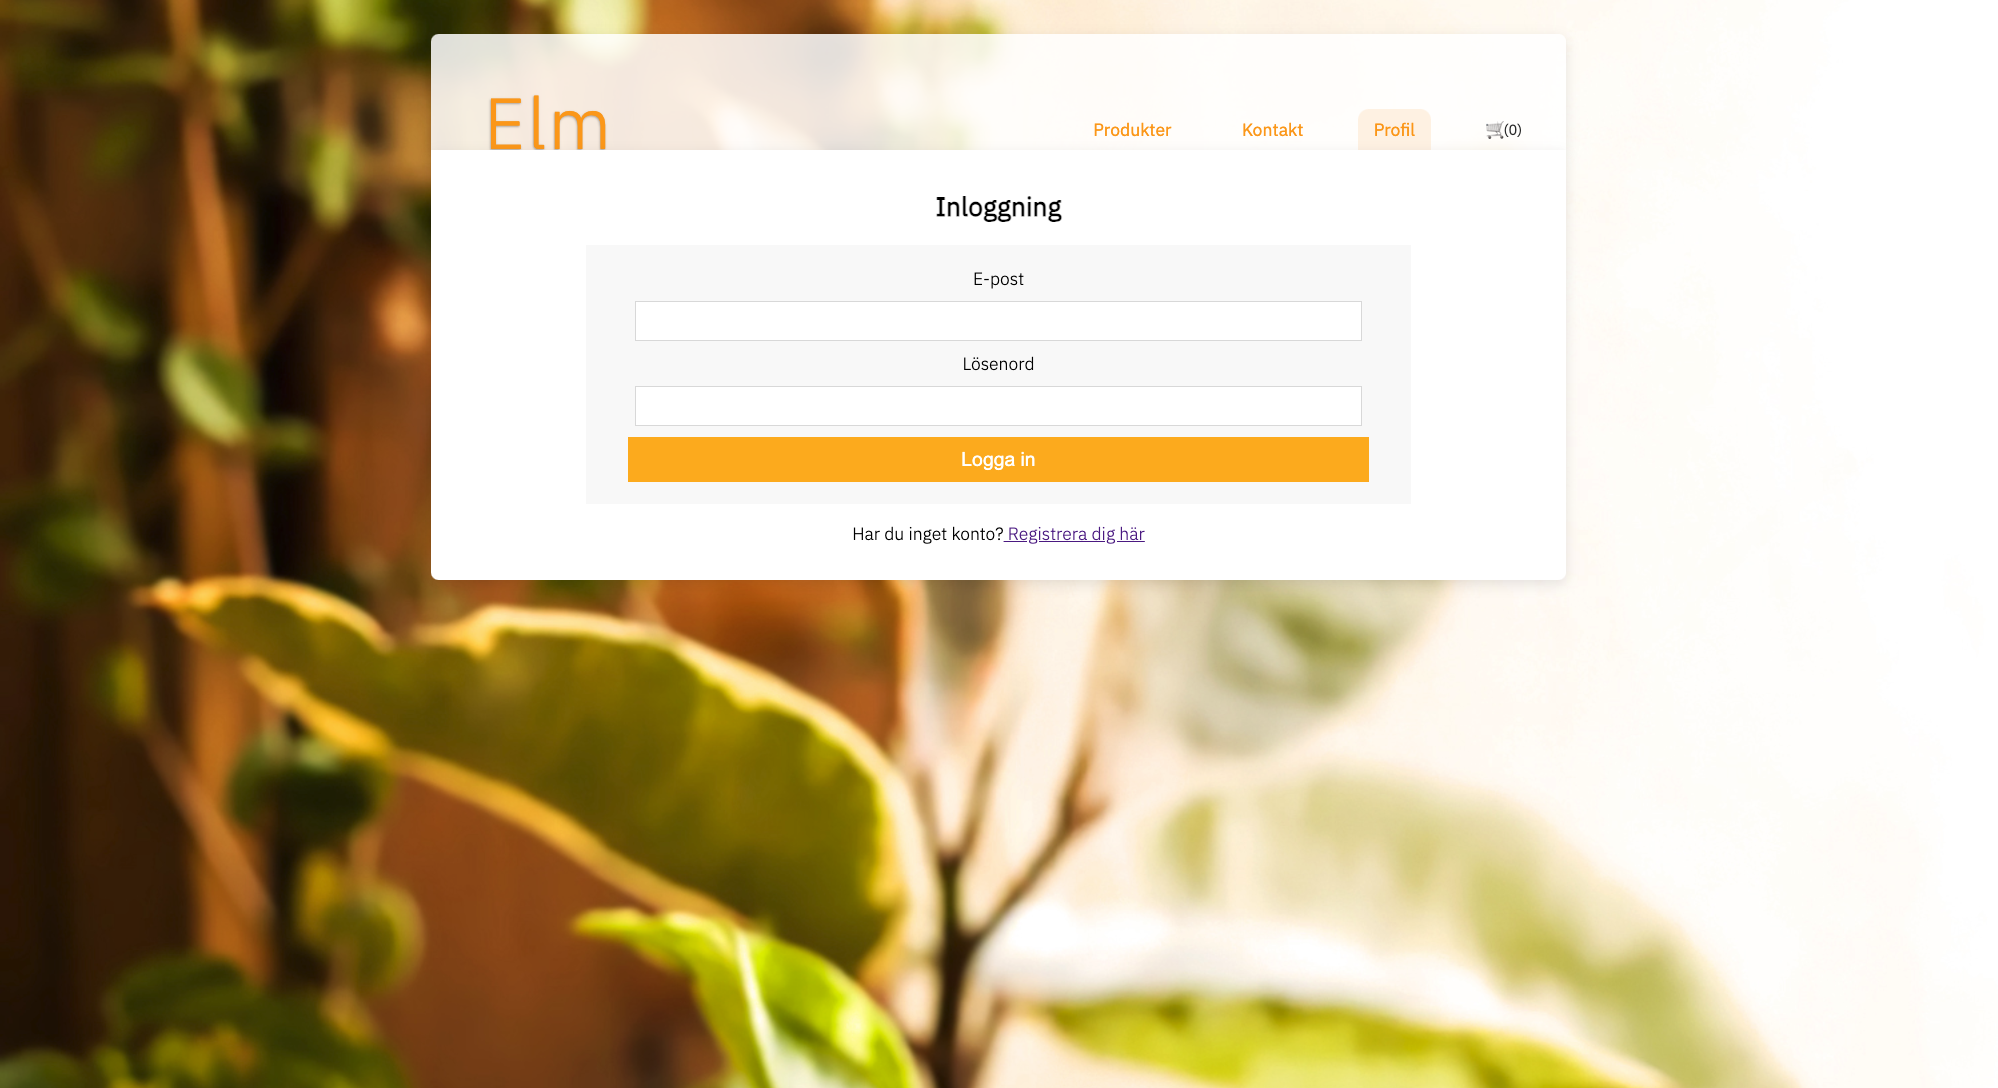 Elm
Produkter Kontakt Profil (0)
Inloggning
E-post
Lösenord
Logga in
Har du inget konto? Registrera dig här